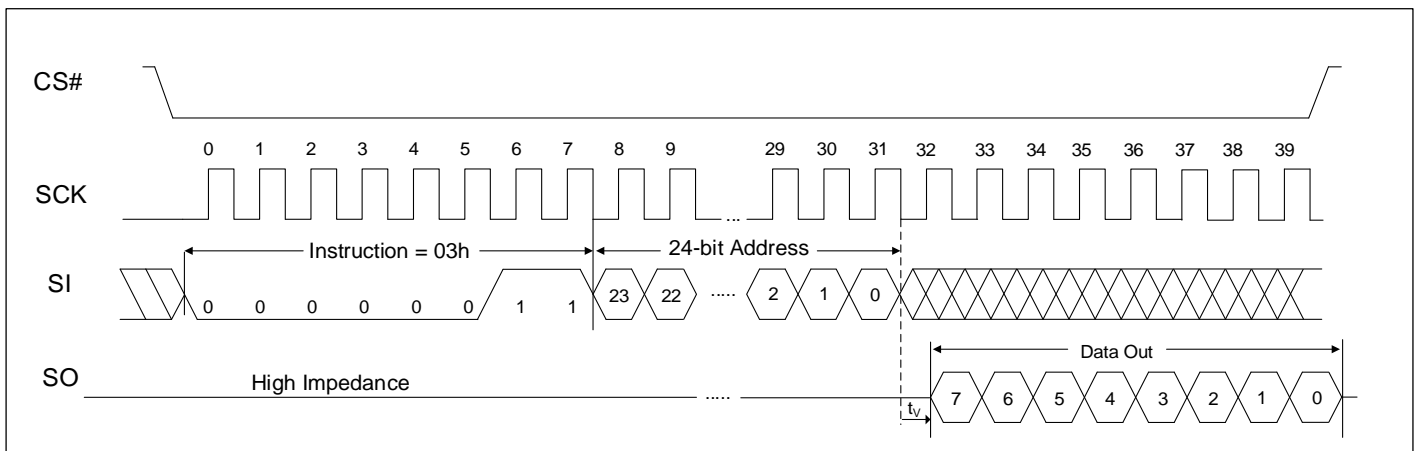 CS#
0 1 2 3 4 5 6 7 8 9 29 30 31 32 33 34 35 36 37 38 39
SCK ...
Instruction = 03h 24-bit Address
SI 0 0 0 0 0 0 1 1 23 22 ..... 2 1 0
Data Out
SO High Impedance ..... tV 7 6 5 4 3 2 1 0